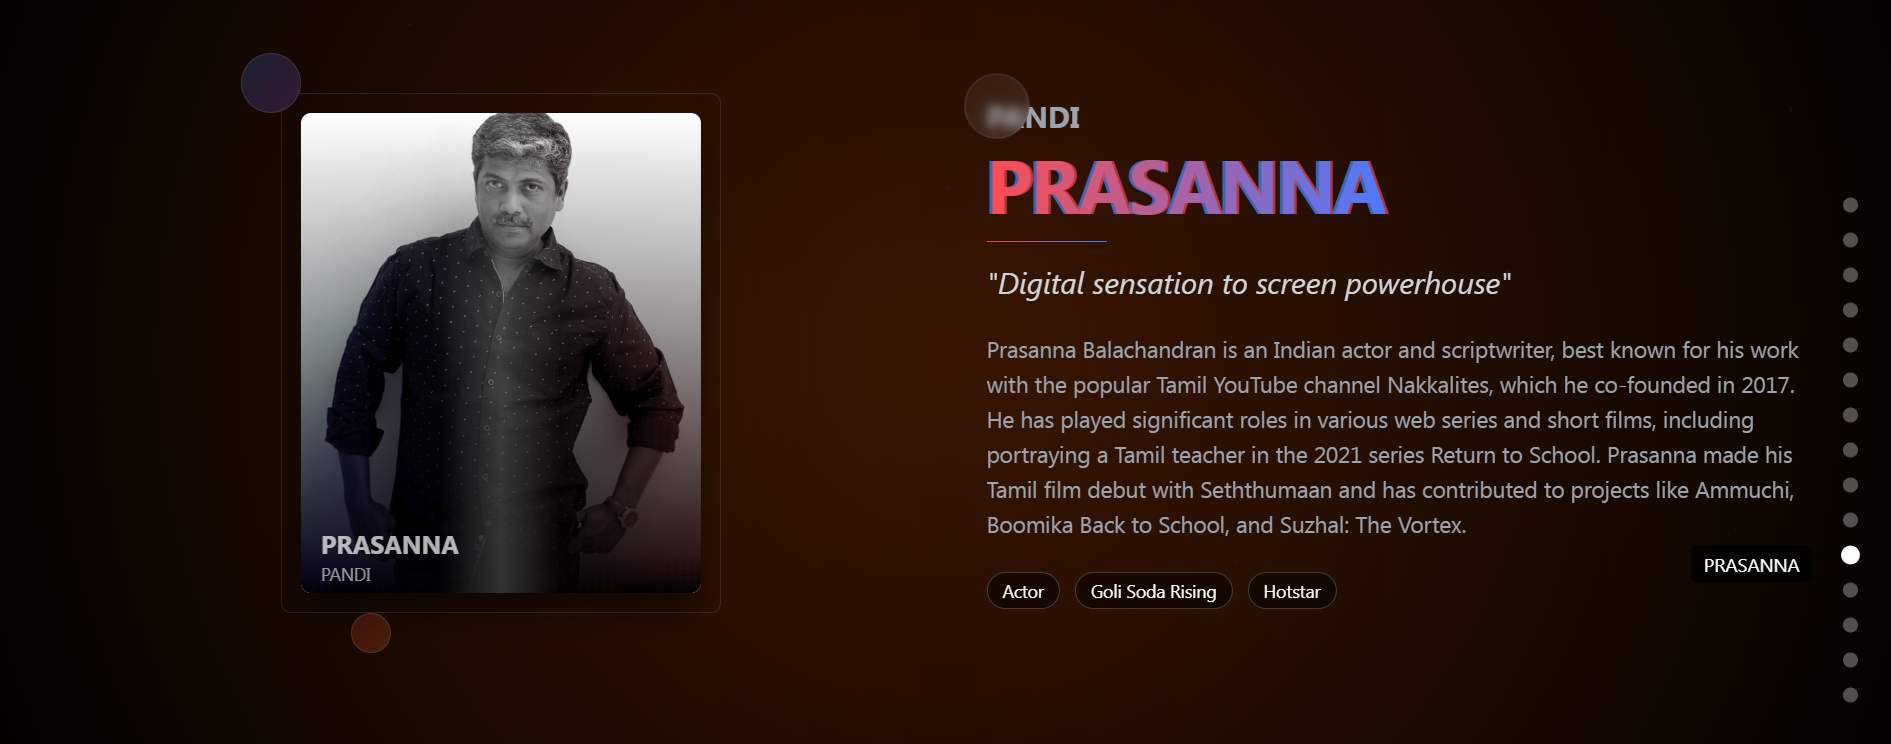 PANDI
PRASANNA
"Digital sensation to screen powerhouse"
Prasanna Balachandran is an Indian actor and scriptwriter, best known for his work
with the popular Tamil YouTube channel Nakkalites, which he co-founded in 2017.
He has played significant roles in various web series and short films, including
portraying a Tamil teacher in the 2021 series Return to School. Prasanna made his
Tamil film debut with Seththumaan and has contributed to projects like Ammuchi,
Boomika Back to School, and Suzhal: The Vortex.
Actor
Goli Soda Rising
Hotstar
PRASANNA
PANDI
PRASANNA